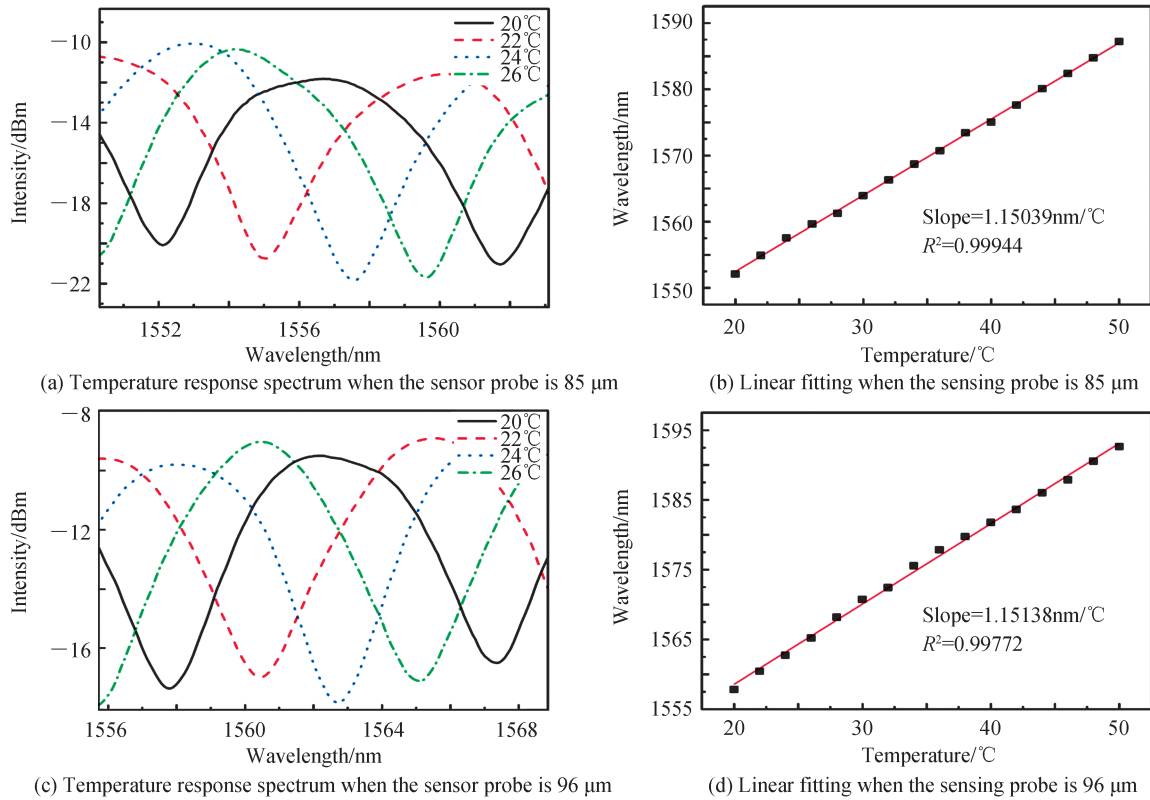 20℃
22℃
24℃
26℃
Intensity/dBm
−10
−14
−18
−22
1552
1556
1560
Wavelength/nm
(a) Temperature response spectrum when the sensor probe is 85 μm
Wavelength/nm
1590
1580
1570
1560
1550
Slope=1.15039nm/℃
R²=0.99944
20
30
40
50
Temperature/℃
(b) Linear fitting when the sensing probe is 85 μm
20℃
22℃
24℃
26℃
Intensity/dBm
−8
−12
−16
1556
1560
1564
1568
Wavelength/nm
(c) Temperature response spectrum when the sensor probe is 96 μm
Wavelength/nm
1595
1585
1575
1565
1555
Slope=1.15138nm/℃
R²=0.99772
20
30
40
50
Temperature/℃
(d) Linear fitting when the sensing probe is 96 μm